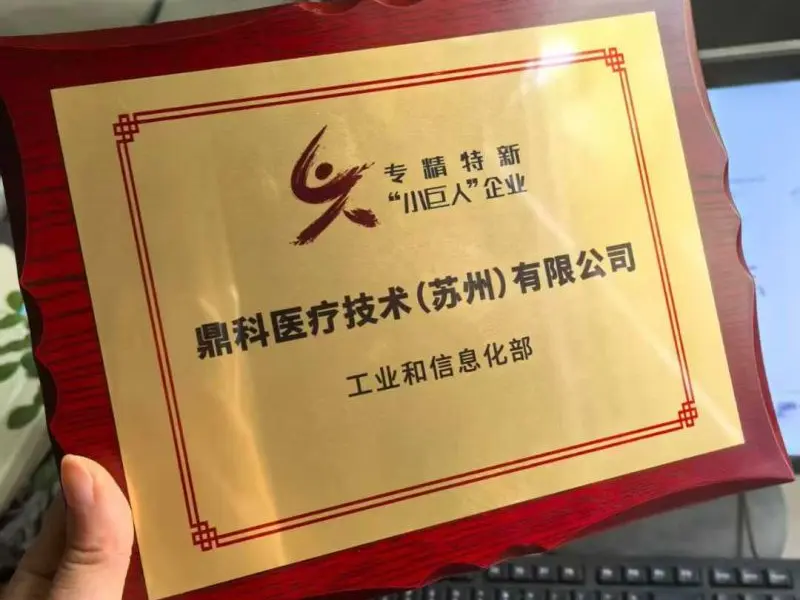 专精特新
“小巨人”企业
鼎科医疗技术(苏州)有限公司
工业和信息化部